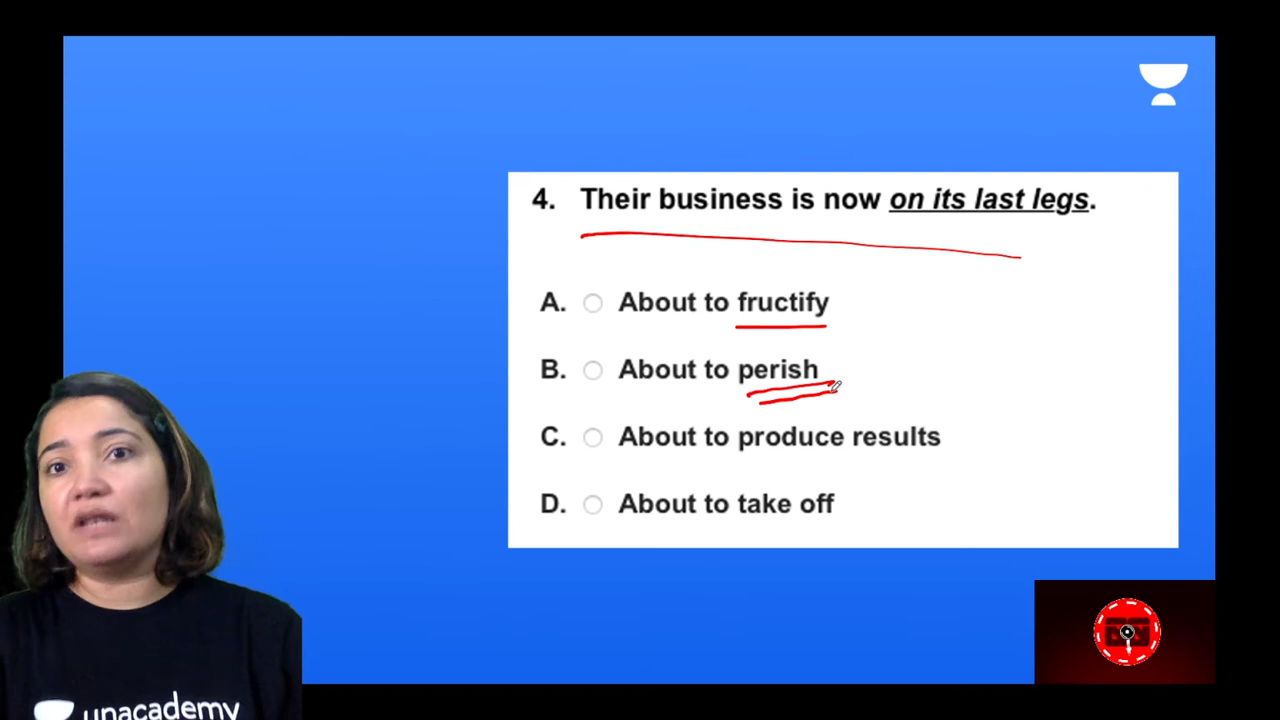 4. Their business is now on its last legs.
A. About to fructify
B. About to perish
C. About to produce results
D. About to take off
unacademy